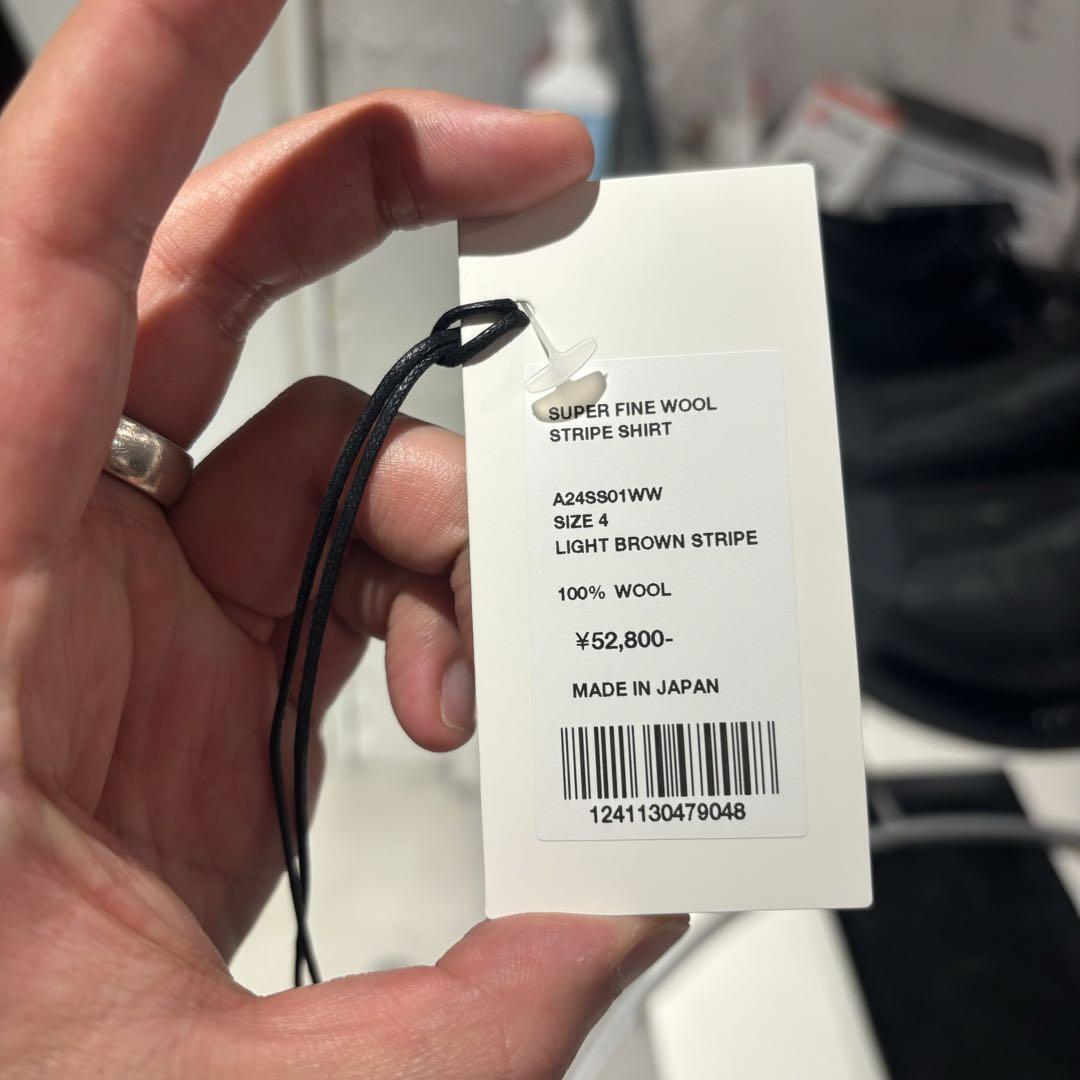 SUPER FINE WOOL
STRIPE SHIRT
A24SS01WW
SIZE 4
LIGHT BROWN STRIPE
100% WOOL
¥52,800-
MADE IN JAPAN
1241130479048